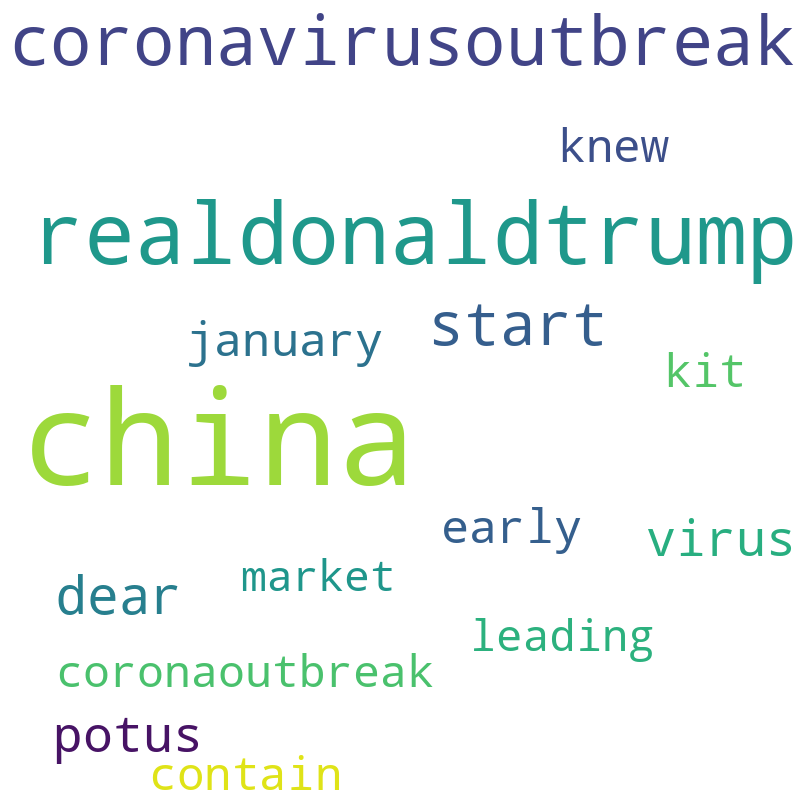 coronavirusoutbreak
knew
realdonaldtrump
january start
kit
china
early virus
dear market
leading
coronaoutbreak
potus
contain